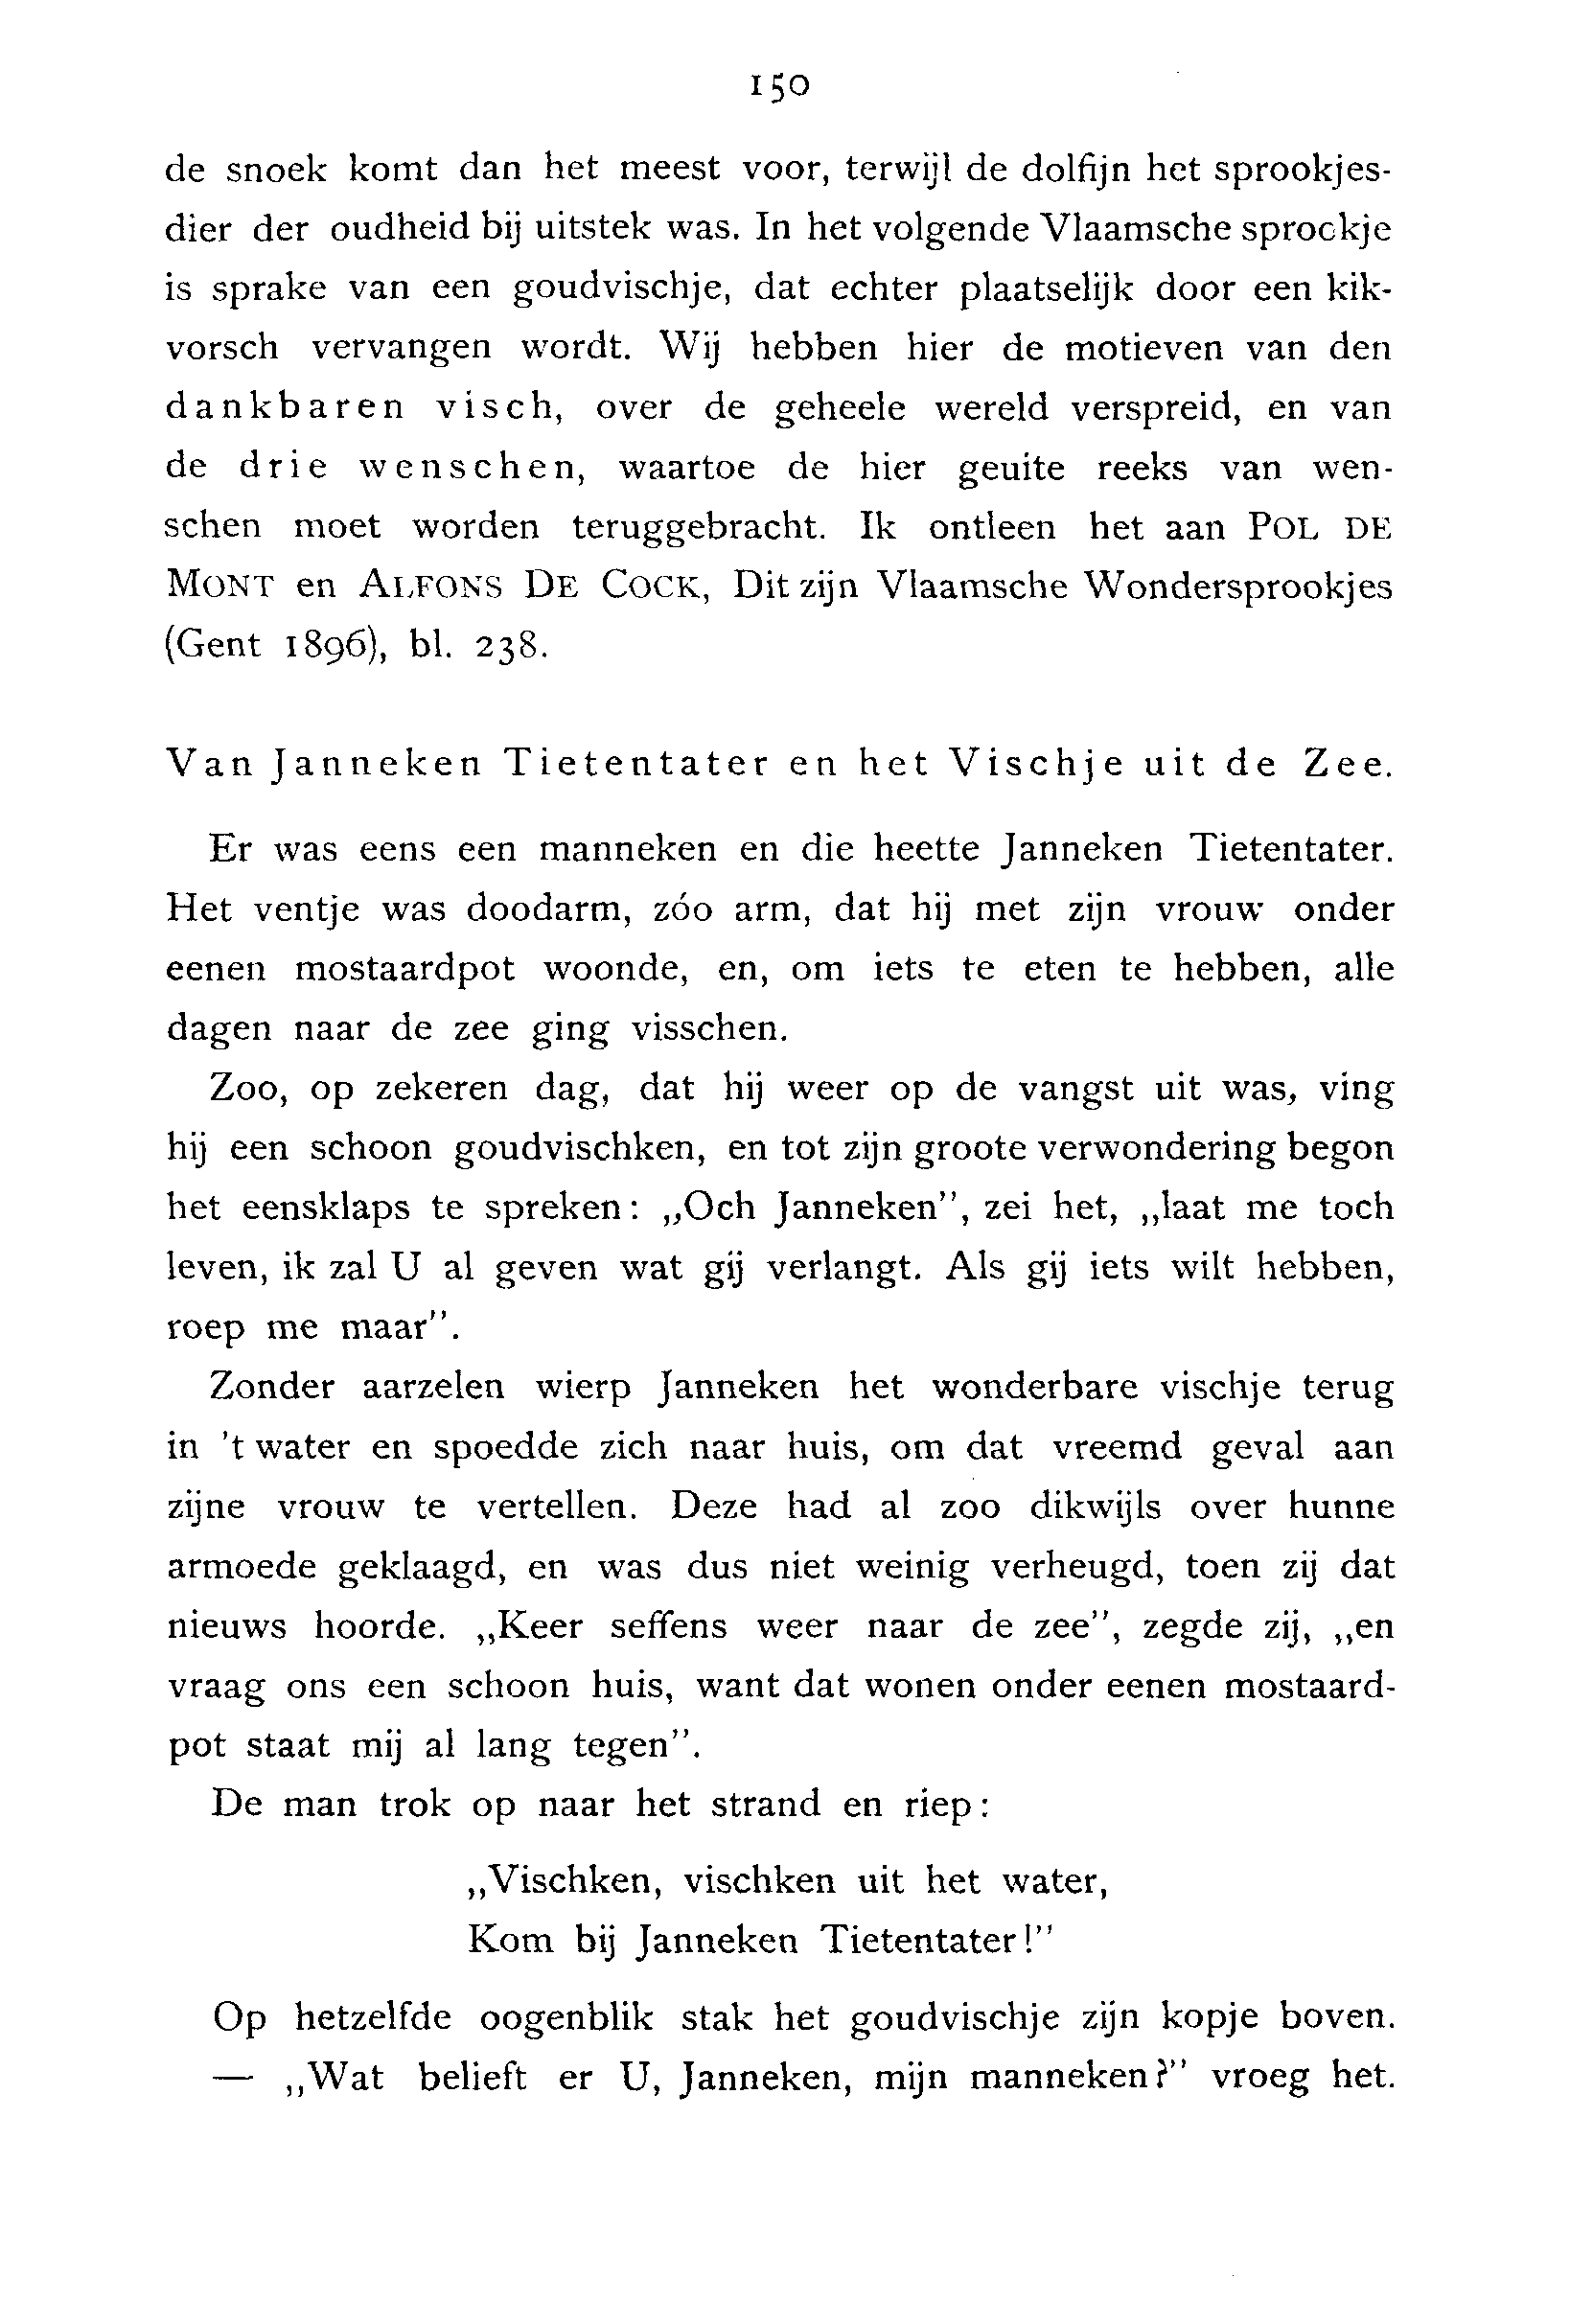 150
de snoek komt dan het meest voor, terwijl de dolfijn het sprookjes-
dier der oudheid bij uitstek was. In het volgende Vlaamsche sprookje
is sprake van een goudvischje, dat echter plaatselijk door een kik-
vorsch vervangen wordt. Wij hebben hier de motieven van den
dankbaren visch, over de geheele wereld verspreid, en van
de drie wenschen, waartoe de hier geuite reeks van wen-
schen moet worden teruggebracht. Ik ontleen het aan POL DE
MONT en ALFONS DE COCK, Dit zijn Vlaamsche Wondersprookjes
(Gent 1896), bl. 238.
Van Janneken Tietentater en het Vischje uit de Zee.
Er was eens een manneken en die heette Janneken Tietentater.
Het ventje was doodarm, zóo arm, dat hij met zijn vrouw onder
eenen mostaardpot woonde, en, om iets te eten te hebben, alle
dagen naar de zee ging visschen.
Zoo, op zekeren dag, dat hij weer op de vangst uit was, ving
hij een schoon goudvischken, en tot zijn groote verwondering begon
het eensklaps te spreken: „Och Janneken”, zei het, „laat me toch
leven, ik zal U al geven wat gij verlangt. Als gij iets wilt hebben,
roep me maar”.
Zonder aarzelen wierp Janneken het wonderbare vischje terug
in 't water en spoedde zich naar huis, om dat vreemd geval aan
zijne vrouw te vertellen. Deze had al zoo dikwijls over hunne
armoede geklaagd, en was dus niet weinig verheugd, toen zij dat
nieuws hoorde. „Keer seffens weer naar de zee”, zegde zij, „en
vraag ons een schoon huis, want dat wonen onder eenen mostaard-
pot staat mij al lang tegen”.
De man trok op naar het strand en riep:
„Vischken, vischken uit het water,
Kom bij Janneken Tietentater!”
Op hetzelfde oogenblik stak het goudvischje zijn kopje boven.
— „Wat belieft er U, Janneken, mijn manneken?” vroeg het.